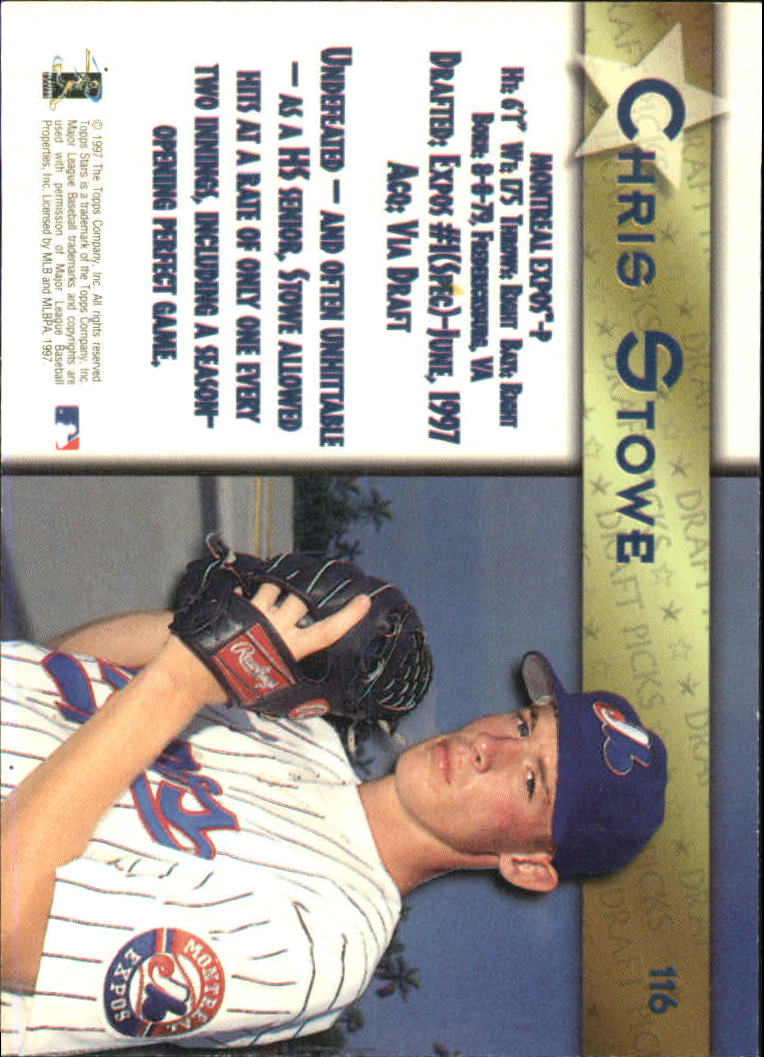 CHRIS STOWE
116
MONTREAL EXPOS™-P
HT: 6'1" WT: 175 THROWS: RIGHT BATS: RIGHT
BORN: 8-8-79, FREDERICKSBURG, VA
DRAFTED: EXPOS #11(SPEC.)-JUNE, 1997
ACQ: VIA DRAFT
UNDEFEATED – AND OFTEN UNHITTABLE
– AS A HS SENIOR, STOWE ALLOWED
HITS AT A RATE OF ONLY ONE EVERY
TWO INNINGS, INCLUDING A SEASON-
OPENING PERFECT GAME.
© 1997 The Topps Company, Inc. All rights reserved
Topps Stars is a trademark of the Topps Company, Inc.
Major League Baseball trademarks and copyrights are
used with permission of Major League Baseball
Properties, Inc. Licensed by MLB and MLBPA, 1997.
DRAFT PICKS
Rawlings
MONTREAL
EXPOS